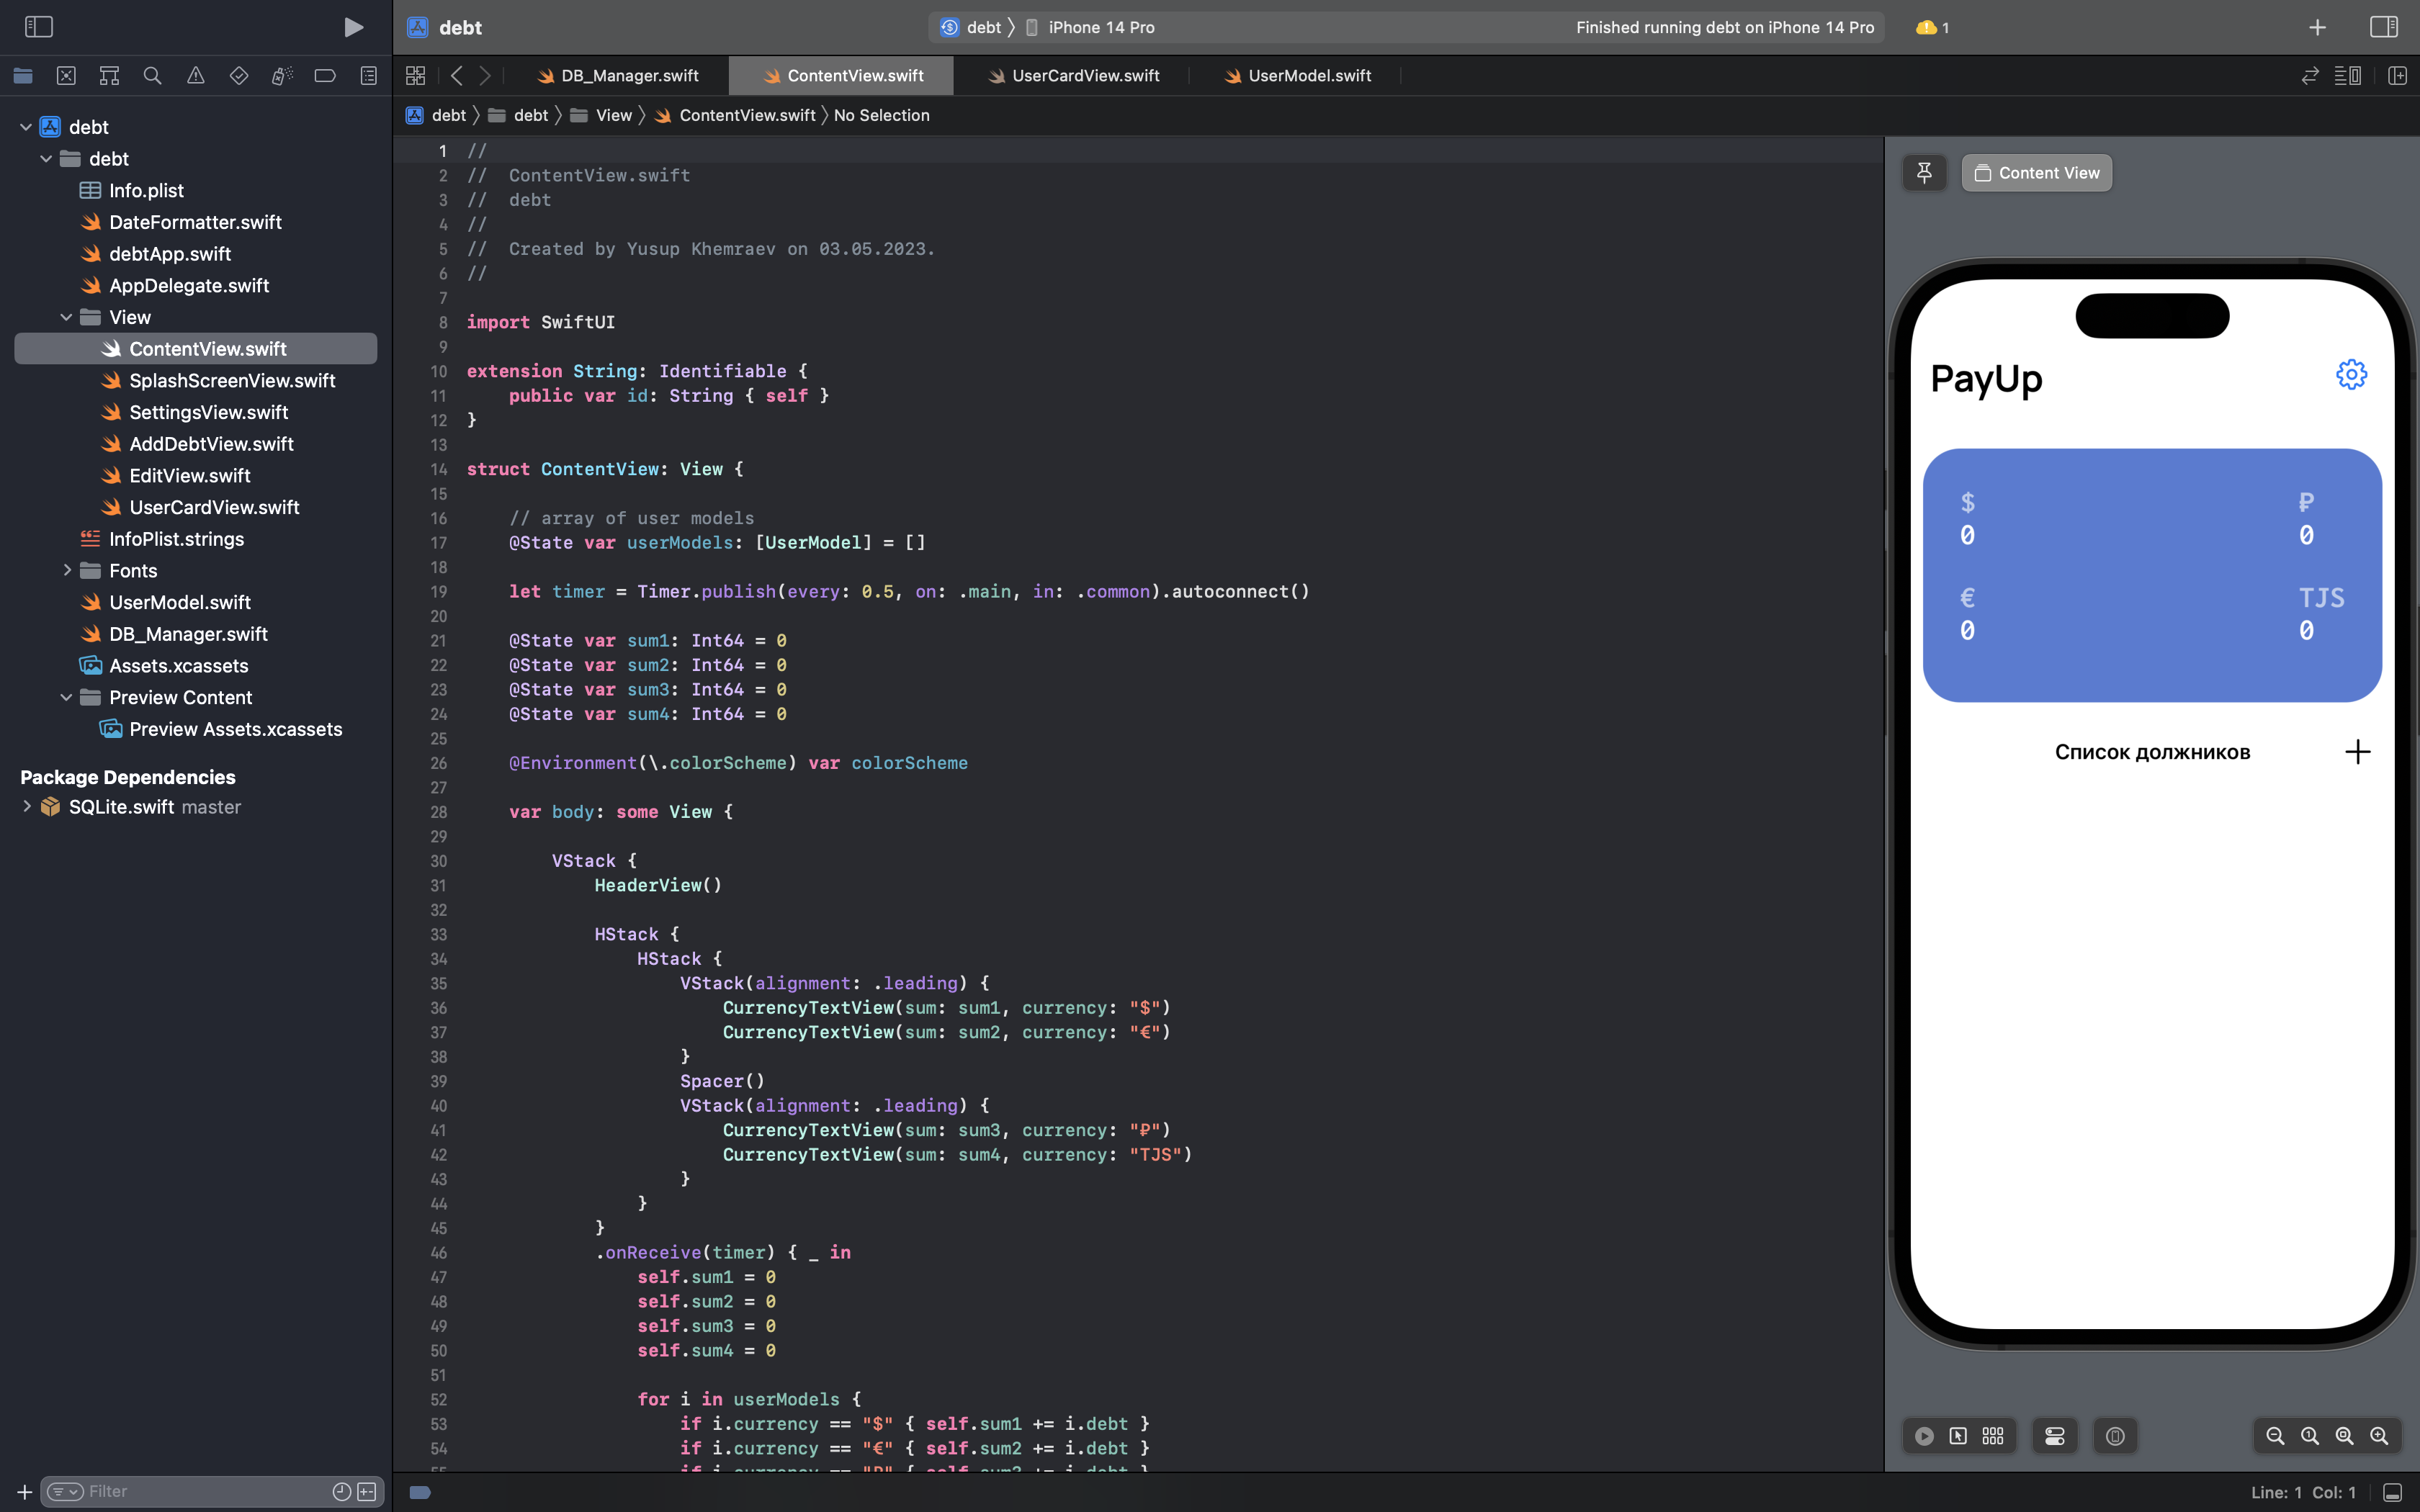 debt
debt
iPhone 14 Pro
Finished running debt on iPhone 14 Pro
1
DB_Manager.swift
ContentView.swift
UserCardView.swift
UserModel.swift
debt
debt
View
ContentView.swift
No Selection
debt
debt
Info.plist
DateFormatter.swift
debtApp.swift
AppDelegate.swift
View
ContentView.swift
SplashScreenView.swift
SettingsView.swift
AddDebtView.swift
EditView.swift
UserCardView.swift
InfoPlist.strings
Fonts
UserModel.swift
DB_Manager.swift
Assets.xcassets
Preview Content
Preview Assets.xcassets
Package Dependencies
SQLite.swift master
Filter
1 //
2 //  ContentView.swift
3 //  debt
4 //
5 //  Created by Yusup Khemraev on 03.05.2023.
6 //
7
8 import SwiftUI
9
10 extension String: Identifiable {
11     public var id: String { self }
12 }
13
14 struct ContentView: View {
15
16     // array of user models
17     @State var userModels: [UserModel] = []
18
19     let timer = Timer.publish(every: 0.5, on: .main, in: .common).autoconnect()
20
21     @State var sum1: Int64 = 0
22     @State var sum2: Int64 = 0
23     @State var sum3: Int64 = 0
24     @State var sum4: Int64 = 0
25
26     @Environment(\.colorScheme) var colorScheme
27
28     var body: some View {
29
30         VStack {
31             HeaderView()
32
33             HStack {
34                 HStack {
35                     VStack(alignment: .leading) {
36                         CurrencyTextView(sum: sum1, currency: "$")
37                         CurrencyTextView(sum: sum2, currency: "€")
38                     }
39                     Spacer()
40                     VStack(alignment: .leading) {
41                         CurrencyTextView(sum: sum3, currency: "₽")
42                         CurrencyTextView(sum: sum4, currency: "TJS")
43                     }
44                 }
45             }
46             .onReceive(timer) { _ in
47                 self.sum1 = 0
48                 self.sum2 = 0
49                 self.sum3 = 0
50                 self.sum4 = 0
51
52                 for i in userModels {
53                     if i.currency == "$" { self.sum1 += i.debt }
54                     if i.currency == "€" { self.sum2 += i.debt }
Content View
PayUp
$ ₽
0 0
€ TJS
0 0
Список должников
Line: 1 Col: 1